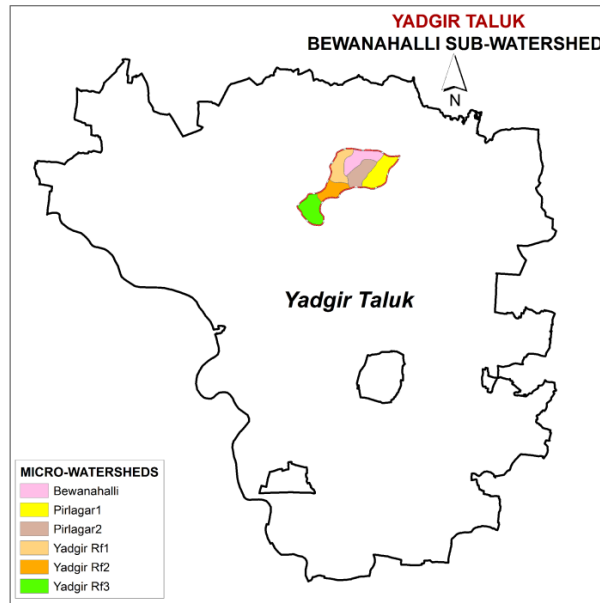 YADGIR TALUK
BEWANAHALLI SUB-WATERSHED
N
Yadgir Taluk
MICRO-WATERSHEDS
Bewanahalli
Pirlagar1
Pirlagar2
Yadgir Rf1
Yadgir Rf2
Yadgir Rf3